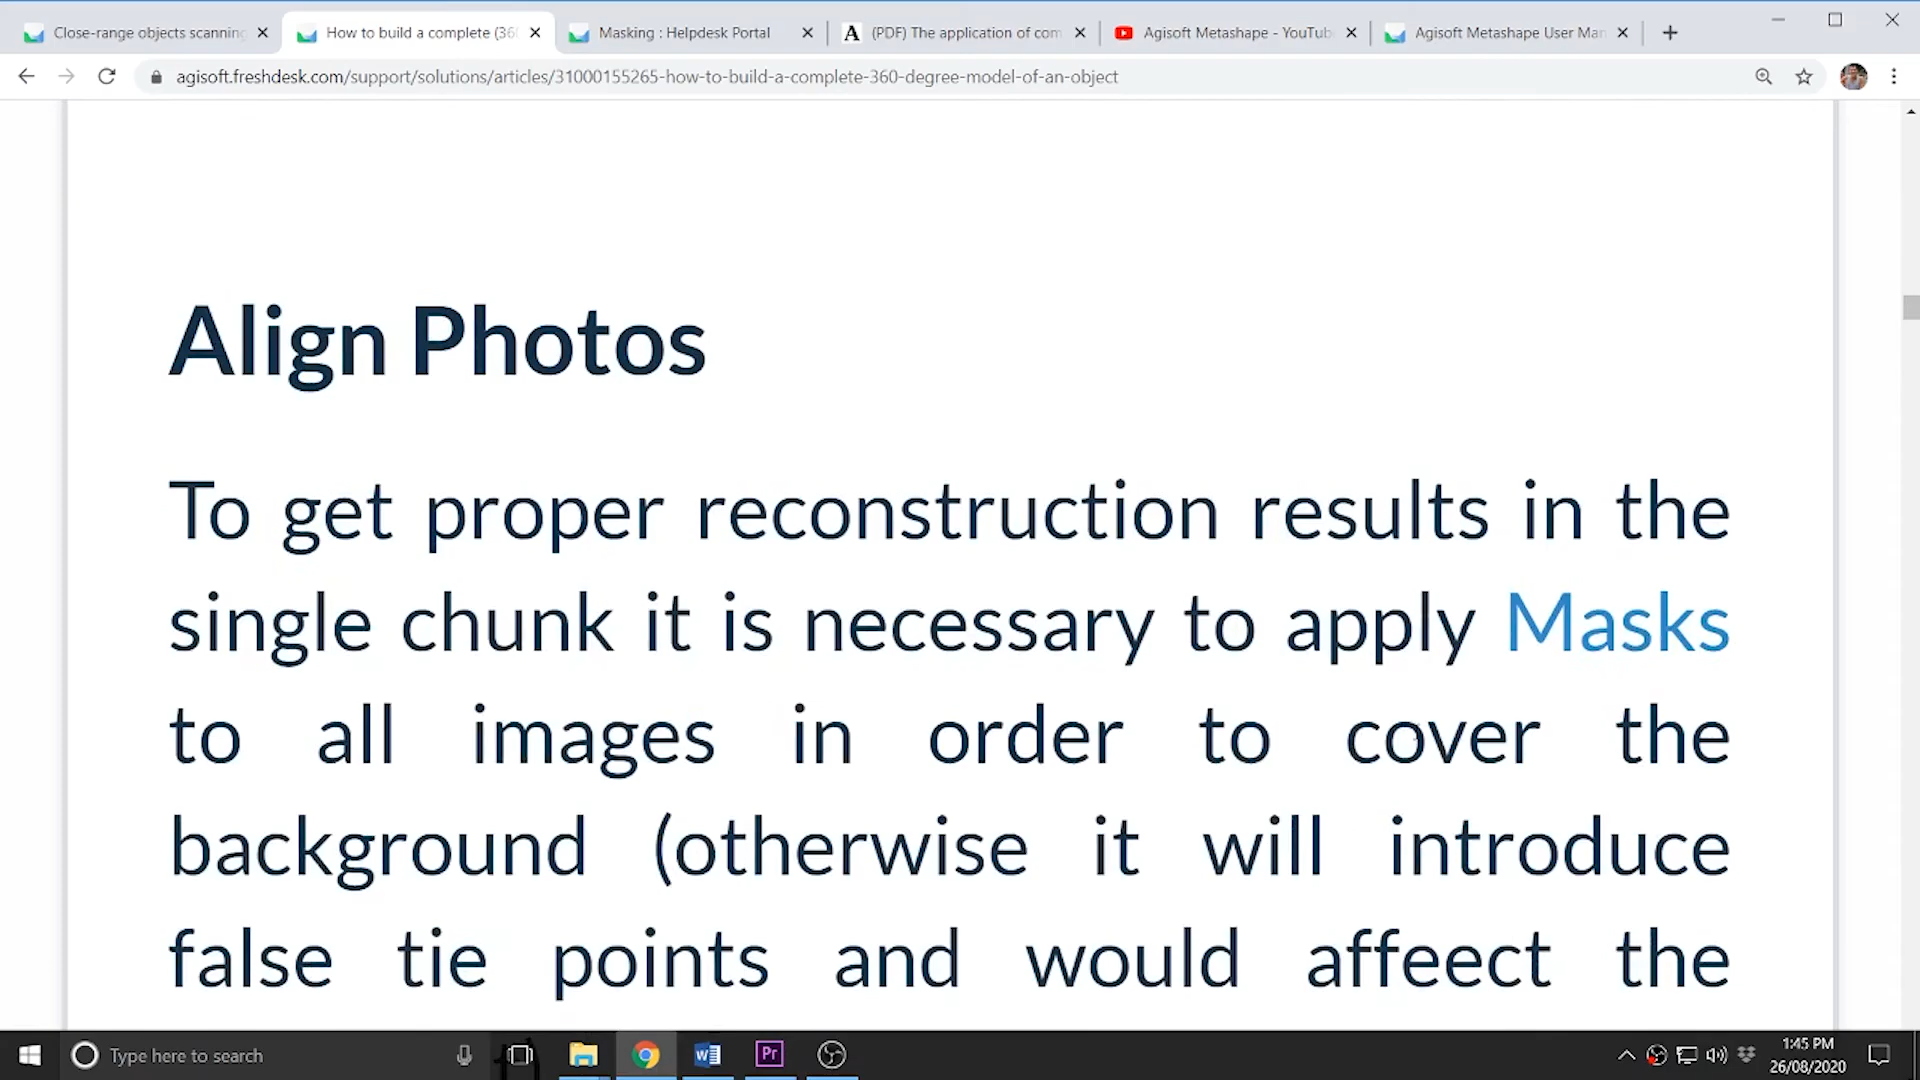 Close-range objects scanning
How to build a complete (36
Masking : Helpdesk Portal
A (PDF) The application of com
Agisoft Metashape - YouTub
Agisoft Metashape User Man
agisoft.freshdesk.com/support/solutions/articles/31000155265-how-to-build-a-complete-360-degree-model-of-an-object
Align Photos
To get proper reconstruction results in the
single chunk it is necessary to apply Masks
to all images in order to cover the
background (otherwise it will introduce
false tie points and would affeect the
Type here to search
Pr
1:45 PM
26/08/2020